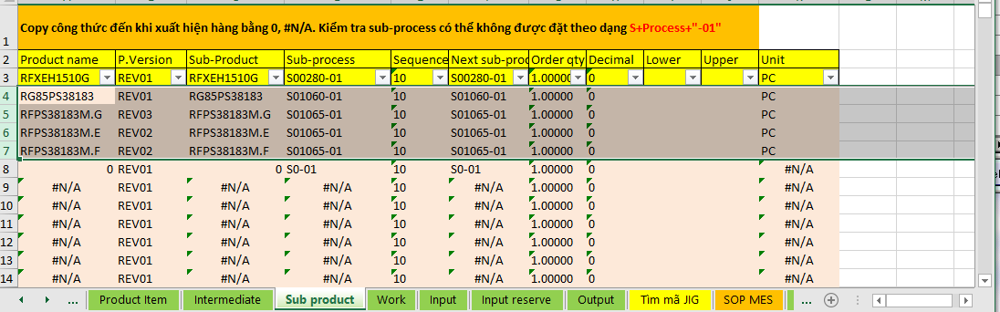 1 Copy công thức đến khi xuất hiện hàng bằng 0, #N/A. Kiểm tra sub-process có thể không được đặt theo dạng S+Process+"-01"
2 Product name P.Version Sub-Product Sub-process Sequence Next sub-proc Order qty Decimal Lower Upper Unit
3 RFXEH1510G REV01 RFXEH1510G S00280-01 10 S00280-01 1.00000 0 PC
4 RG85PS38183 REV01 RG85PS38183 S01060-01 10 S01060-01 1.00000 0 PC
5 RFPS38183M.G REV03 RFPS38183M.G S01065-01 10 S01065-01 1.00000 0 PC
6 RFPS38183M.E REV02 RFPS38183M.E S01065-01 10 S01065-01 1.00000 0 PC
7 RFPS38183M.F REV02 RFPS38183M.F S01065-01 10 S01065-01 1.00000 0 PC
8 0 REV01 0 S0-01 10 S0-01 1.00000 0 #N/A
9 #N/A REV01 #N/A #N/A 10 #N/A 1.00000 0 #N/A
10 #N/A REV01 #N/A #N/A 10 #N/A 1.00000 0 #N/A
11 #N/A REV01 #N/A #N/A 10 #N/A 1.00000 0 #N/A
12 #N/A REV01 #N/A #N/A 10 #N/A 1.00000 0 #N/A
13 #N/A REV01 #N/A #N/A 10 #N/A 1.00000 0 #N/A
14 #N/A REV01 #N/A #N/A 10 #N/A 1.00000 0 #N/A
... Product Item Intermediate Sub product Work Input Input reserve Output Tìm mã JIG SOP MES ...